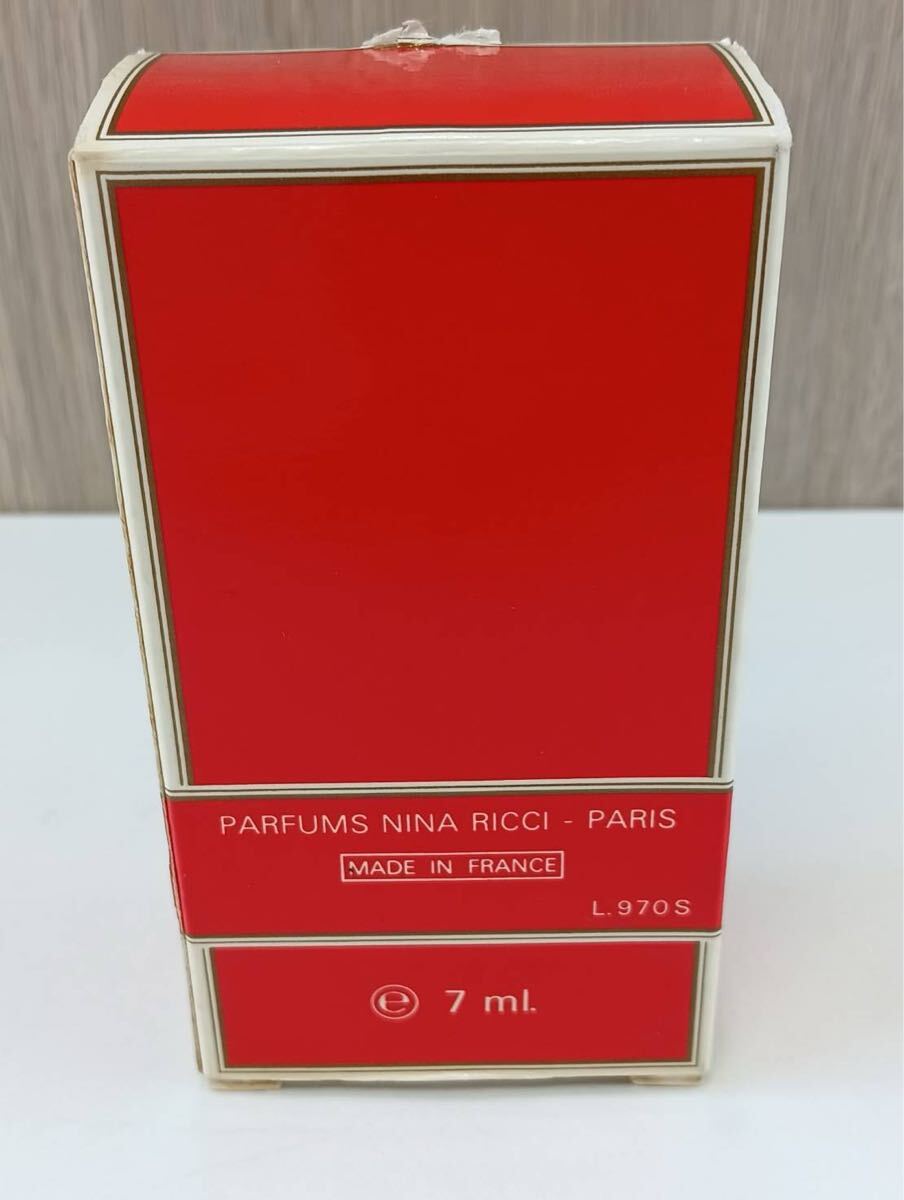 PARFUMS NINA RICCI - PARIS
MADE IN FRANCE
L.970S
ⓔ 7 ml.